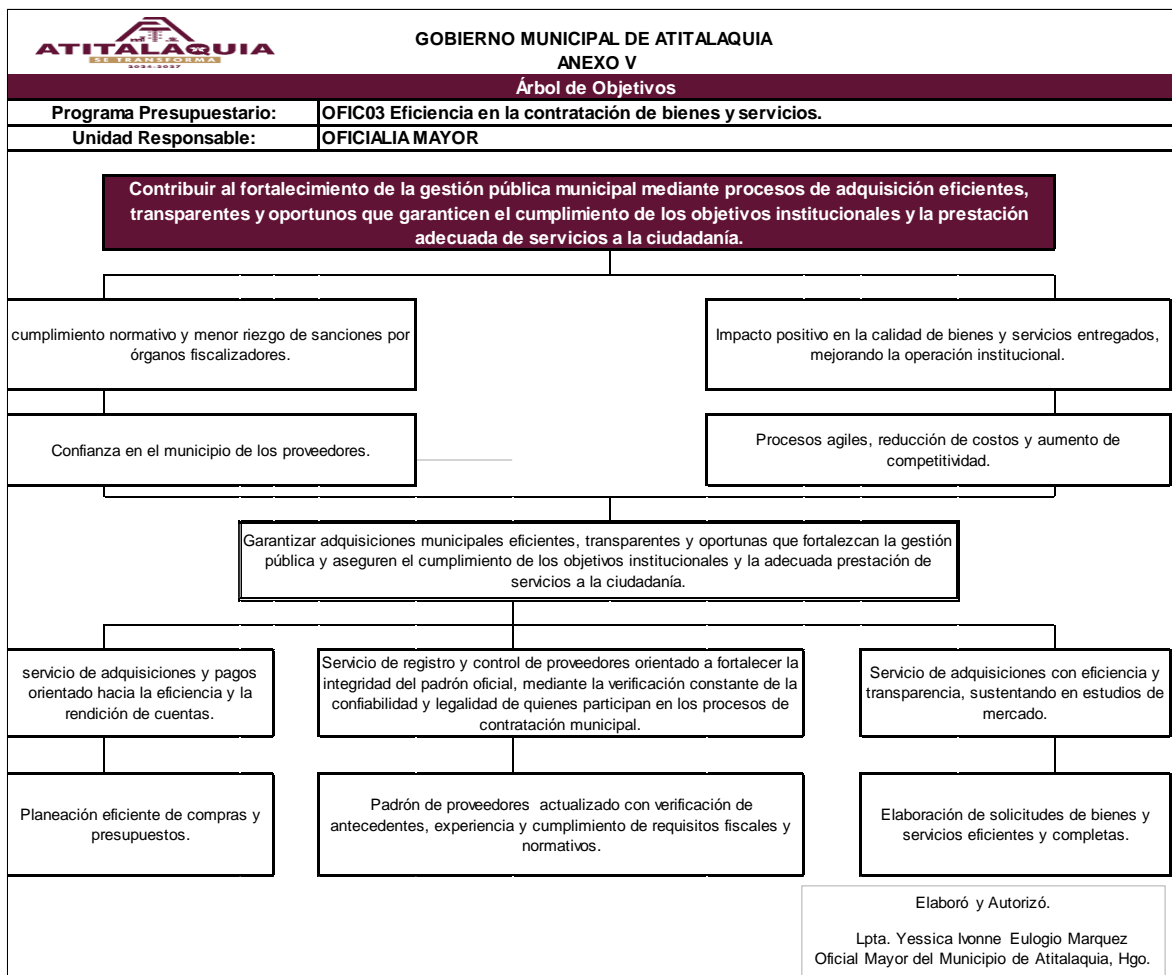 ATITALAQUIA
SE TRANSFORMA
2024-2027
GOBIERNO MUNICIPAL DE ATITALAQUIA
ANEXO V
Árbol de Objetivos
Programa Presupuestario:
OFIC03 Eficiencia en la contratación de bienes y servicios.
Unidad Responsable:
OFICIALIA MAYOR
Contribuir al fortalecimiento de la gestión pública municipal mediante procesos de adquisición eficientes,
transparentes y oportunos que garanticen el cumplimiento de los objetivos institucionales y la prestación
adecuada de servicios a la ciudadanía.
cumplimiento normativo y menor riezgo de sanciones por
órganos fiscalizadores.
Impacto positivo en la calidad de bienes y servicios entregados,
mejorando la operación institucional.
Confianza en el municipio de los proveedores.
Procesos agiles, reducción de costos y aumento de
competitividad.
Garantizar adquisiciones municipales eficientes, transparentes y oportunas que fortalezcan la gestión
pública y aseguren el cumplimiento de los objetivos institucionales y la adecuada prestación de
servicios a la ciudadanía.
servicio de adquisiciones y pagos
orientado hacia la eficiencia y la
rendición de cuentas.
Servicio de registro y control de proveedores orientado a fortalecer la
integridad del padrón oficial, mediante la verificación constante de la
confiabilidad y legalidad de quienes participan en los procesos de
contratación municipal.
Servicio de adquisiciones con eficiencia y
transparencia, sustentando en estudios de
mercado.
Planeación eficiente de compras y
presupuestos.
Padrón de proveedores actualizado con verificación de
antecedentes, experiencia y cumplimiento de requisitos fiscales y
normativos.
Elaboración de solicitudes de bienes y
servicios eficientes y completas.
Elaboró y Autorizó.
Lpta. Yessica Ivonne Eulogio Marquez
Oficial Mayor del Municipio de Atitalaquia, Hgo.